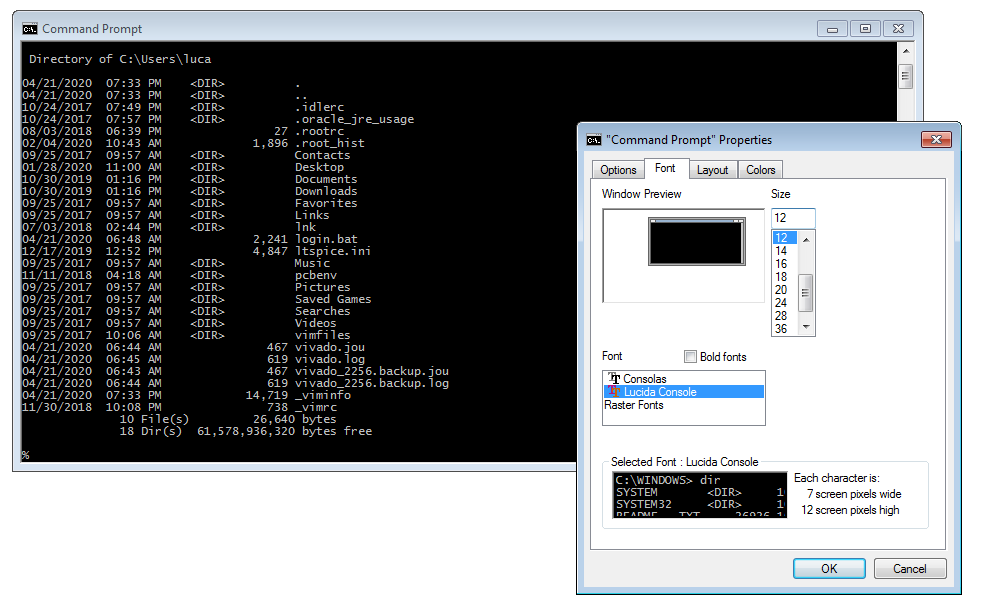 Command Prompt
Directory of C:\Users\luca
04/21/2020  07:33 PM    <DIR>          .
04/21/2020  07:33 PM    <DIR>          ..
10/24/2017  07:49 PM    <DIR>          .idlerc
10/24/2017  07:57 PM    <DIR>          .oracle_jre_usage
08/03/2018  06:39 PM                27 .rootrc
02/04/2020  10:43 AM             1,896 .root_hist
09/25/2017  09:57 AM    <DIR>          Contacts
01/28/2020  11:00 AM    <DIR>          Desktop
10/30/2019  01:16 PM    <DIR>          Documents
10/30/2019  01:16 PM    <DIR>          Downloads
09/25/2017  09:57 AM    <DIR>          Favorites
09/25/2017  09:57 AM    <DIR>          Links
07/03/2018  02:44 PM    <DIR>          lnk
04/21/2020  06:48 AM             2,241 login.bat
12/17/2019  12:52 PM             4,847 ltspice.ini
09/25/2017  09:57 AM    <DIR>          Music
11/11/2018  04:18 AM    <DIR>          pcbenv
09/25/2017  09:57 AM    <DIR>          Pictures
09/25/2017  09:57 AM    <DIR>          Saved Games
09/25/2017  09:57 AM    <DIR>          Searches
09/25/2017  09:57 AM    <DIR>          Videos
09/25/2017  10:06 AM    <DIR>          vimfiles
04/21/2020  06:44 AM               467 vivado.jou
04/21/2020  06:45 AM               619 vivado.log
04/21/2020  06:43 AM               467 vivado_2256.backup.jou
04/21/2020  06:44 AM               619 vivado_2256.backup.log
04/21/2020  07:33 PM            14,719 _viminfo
11/30/2018  10:08 PM               738 _vimrc
10 File(s)         26,640 bytes
18 Dir(s)  61,578,936,320 bytes free
%
"Command Prompt" Properties
Options Font Layout Colors
Window Preview
Size
12
12
14
16
18
20
24
28
36
Font
Bold fonts
Consolas
Lucida Console
Raster Fonts
Selected Font : Lucida Console
C:\WINDOWS> dir
SYSTEM       <DIR>     1
SYSTEM32     <DIR>     1
Each character is:
7 screen pixels wide
12 screen pixels high
OK
Cancel